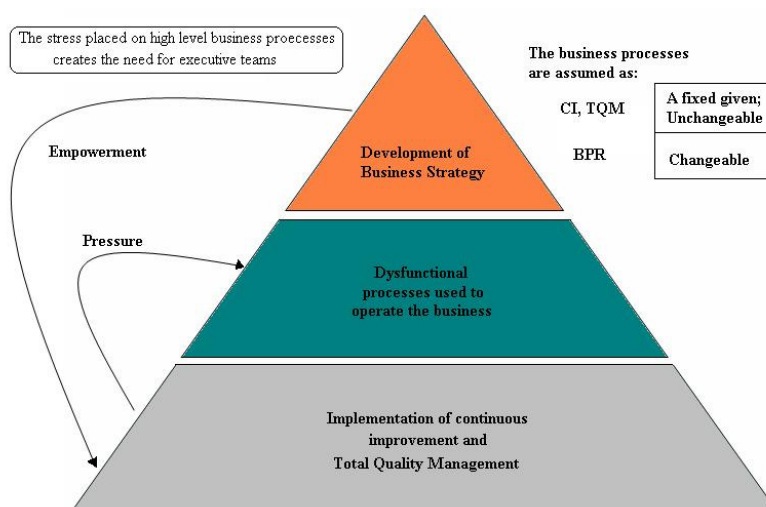 The stress placed on high level business proecesses
creates the need for executive teams
The business processes
are assumed as:
CI, TQM
A fixed given;
Unchangeable
BPR
Changeable
Empowerment
Development of
Business Strategy
Pressure
Dysfunctional
processes used to
operate the business
Implementation of continuous
improvement and
Total Quality Management